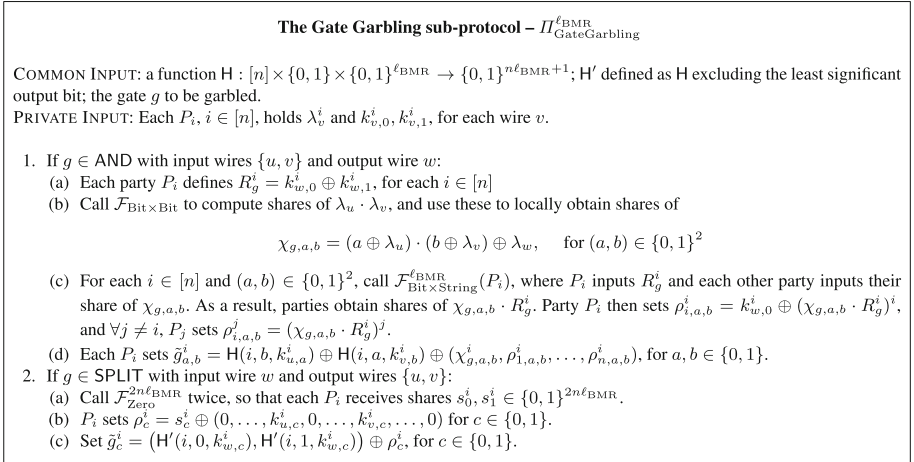 The Gate Garbling sub-protocol – Π^{ℓ_BMR}_{GateGarbling}
COMMON INPUT: a function H : [n]×{0, 1}×{0, 1}^{ℓ_BMR} → {0, 1}^{nℓ_BMR+1}; H′ defined as H excluding the least significant
output bit; the gate g to be garbled.
PRIVATE INPUT: Each P_i, i ∈ [n], holds λ^i_v and k^i_{v,0}, k^i_{v,1}, for each wire v.
1. If g ∈ AND with input wires {u, v} and output wire w:
(a) Each party P_i defines R^i_g = k^i_{w,0} ⊕ k^i_{w,1}, for each i ∈ [n]
(b) Call F_{Bit×Bit} to compute shares of λ_u · λ_v, and use these to locally obtain shares of
χ_{g,a,b} = (a ⊕ λ_u) · (b ⊕ λ_v) ⊕ λ_w, for (a, b) ∈ {0, 1}^2
(c) For each i ∈ [n] and (a, b) ∈ {0, 1}^2, call F^{ℓ_BMR}_{Bit×String}(P_i), where P_i inputs R^i_g and each other party inputs their
share of χ_{g,a,b}. As a result, parties obtain shares of χ_{g,a,b} · R^i_g. Party P_i then sets ρ^i_{i,a,b} = k^i_{w,0} ⊕ (χ_{g,a,b} · R^i_g)^i,
and ∀j ≠ i, P_j sets ρ^j_{i,a,b} = (χ_{g,a,b} · R^i_g)^j.
(d) Each P_i sets g̃^i_{a,b} = H(i, b, k^i_{u,a}) ⊕ H(i, a, k^i_{v,b}) ⊕ (χ^i_{g,a,b}, ρ^i_{1,a,b}, . . . , ρ^i_{n,a,b}), for a, b ∈ {0, 1}.
2. If g ∈ SPLIT with input wire w and output wires {u, v}:
(a) Call F^{2nℓ_BMR}_{Zero} twice, so that each P_i receives shares s^i_0, s^i_1 ∈ {0, 1}^{2nℓ_BMR}.
(b) P_i sets ρ^i_c = s^i_c ⊕ (0, . . . , k^i_{u,c}, 0, . . . , k^i_{v,c}, . . . , 0) for c ∈ {0, 1}.
(c) Set g̃^i_c = (H′(i, 0, k^i_{w,c}), H′(i, 1, k^i_{w,c})) ⊕ ρ^i_c, for c ∈ {0, 1}.